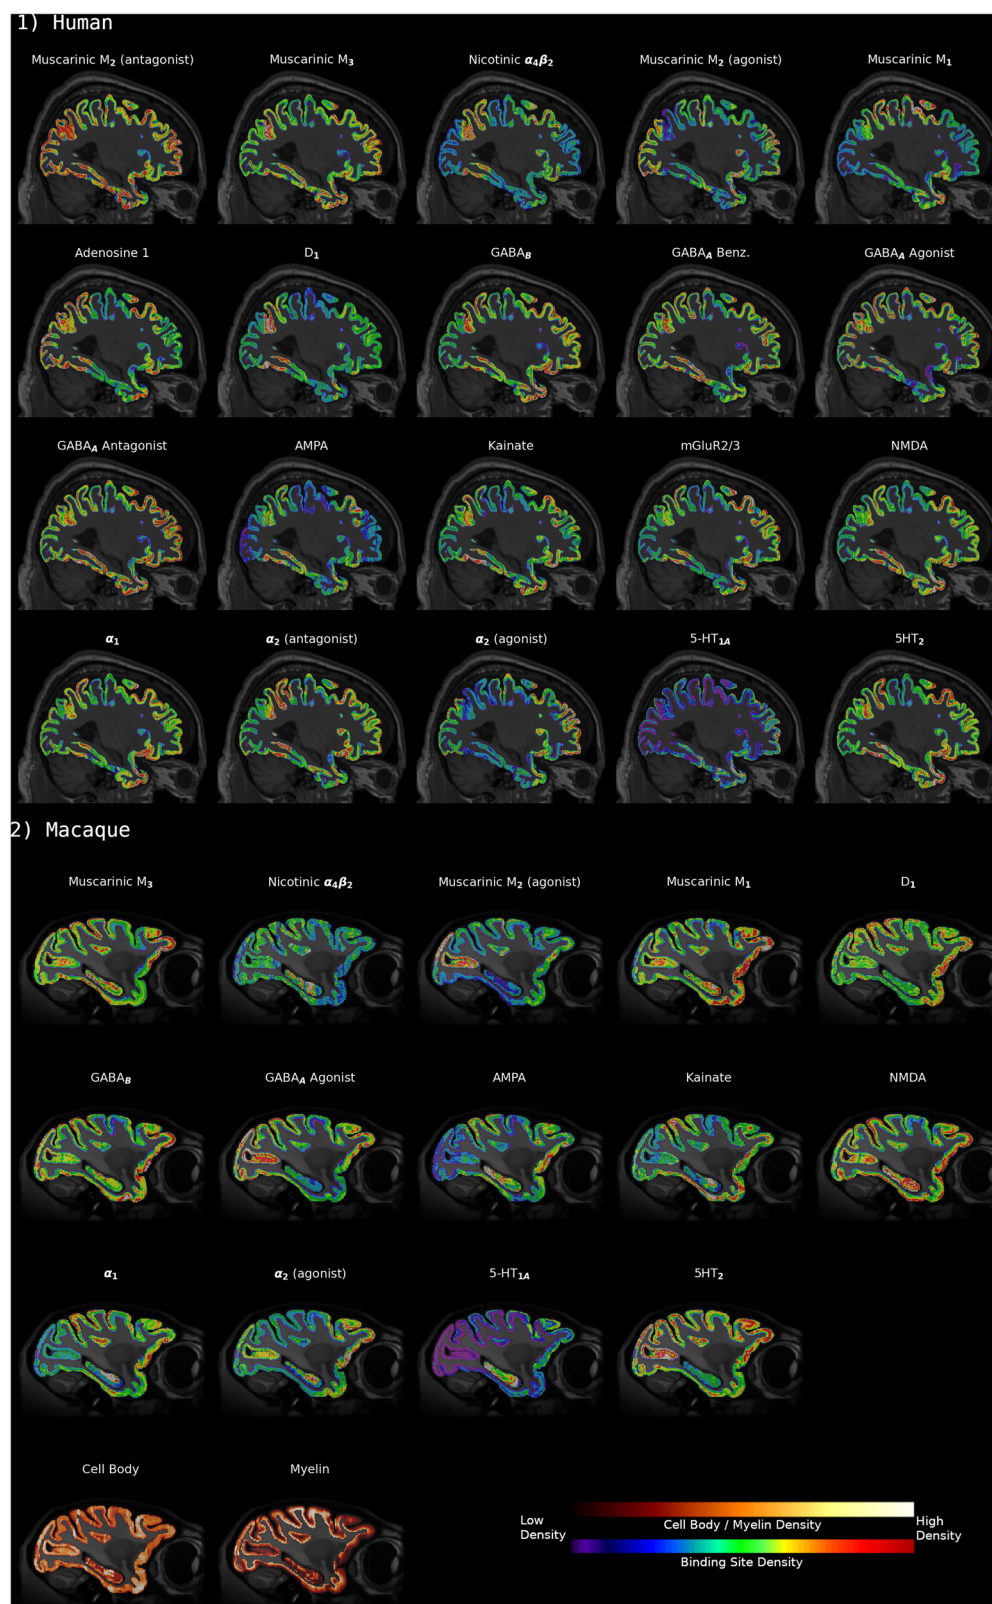 1) Human
Muscarinic M₂ (antagonist)
Muscarinic M₃
Nicotinic α₄β₂
Muscarinic M₂ (agonist)
Muscarinic M₁
Adenosine 1
D₁
GABA_B
GABA_A Benz.
GABA_A Agonist
GABA_A Antagonist
AMPA
Kainate
mGluR2/3
NMDA
α₁
α₂ (antagonist)
α₂ (agonist)
5-HT₁A
5HT₂
2) Macaque
Muscarinic M₃
Nicotinic α₄β₂
Muscarinic M₂ (agonist)
Muscarinic M₁
D₁
GABA_B
GABA_A Agonist
AMPA
Kainate
NMDA
α₁
α₂ (agonist)
5-HT₁A
5HT₂
Cell Body
Myelin
Low
Density
Cell Body / Myelin Density
High
Density
Binding Site Density